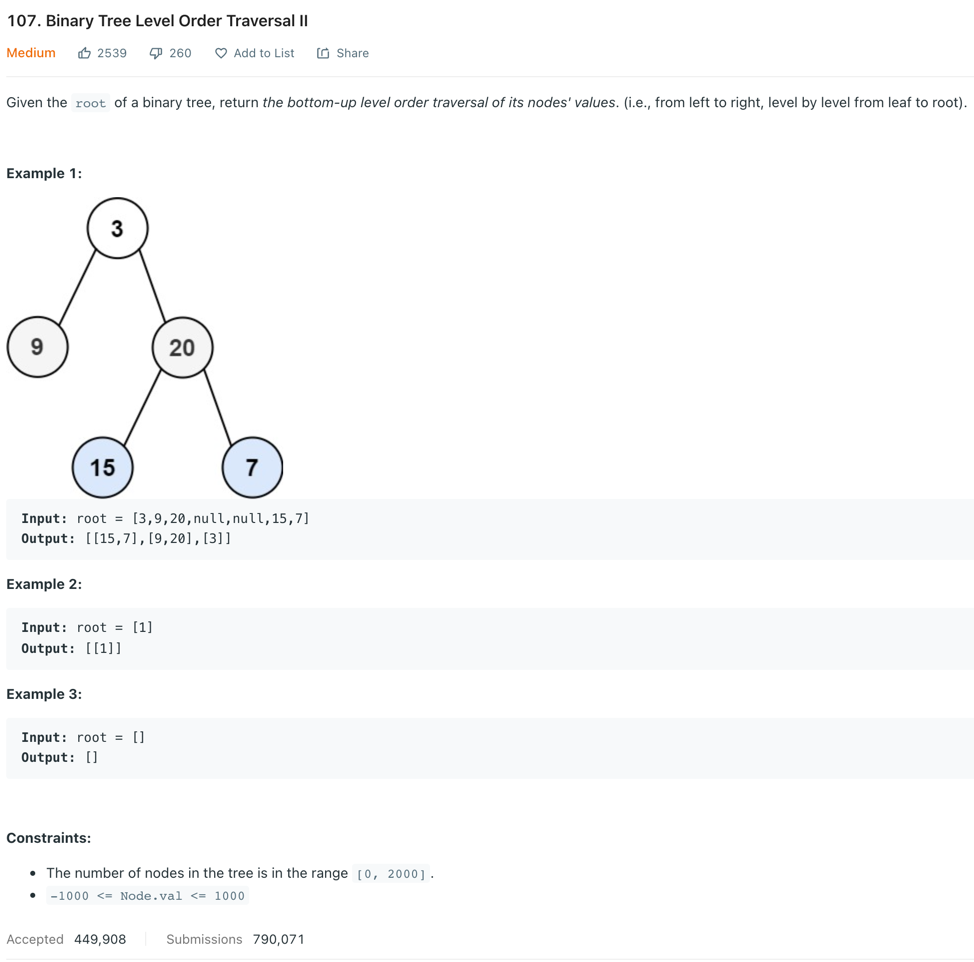 107. Binary Tree Level Order Traversal II
Medium 2539 260 Add to List Share
Given the root of a binary tree, return the bottom-up level order traversal of its nodes' values. (i.e., from left to right, level by level from leaf to root).
Example 1:
3
9 20
15 7
Input: root = [3,9,20,null,null,15,7]
Output: [[15,7],[9,20],[3]]
Example 2:
Input: root = [1]
Output: [[1]]
Example 3:
Input: root = []
Output: []
Constraints:
• The number of nodes in the tree is in the range [0, 2000].
• -1000 <= Node.val <= 1000
Accepted 449,908 Submissions 790,071